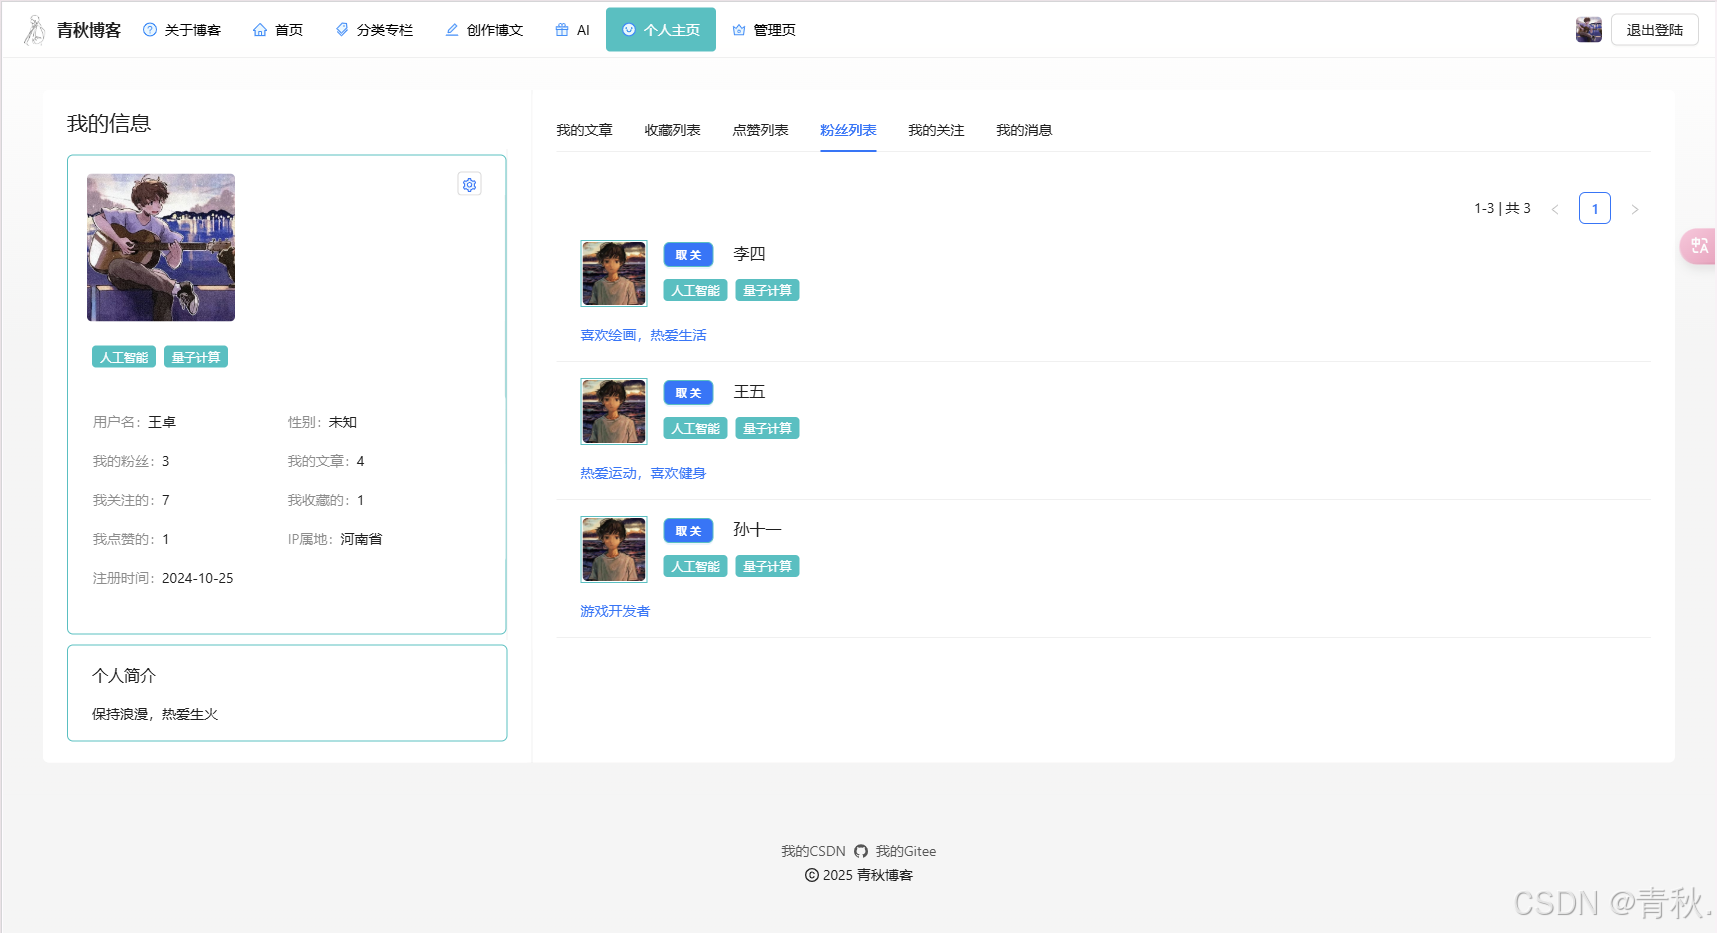 青秋博客 关于博客 首页 分类专栏 创作博文 AI 个人主页 管理页 退出登陆
我的信息
人工智能 量子计算
用户名：王卓 性别：未知
我的粉丝：3 我的文章：4
我关注的：7 我收藏的：1
我点赞的：1 IP属地：河南省
注册时间：2024-10-25
个人简介
保持浪漫，热爱生火
我的文章 收藏列表 点赞列表 粉丝列表 我的关注 我的消息
1-3 | 共 3 < 1 >
取关 李四
人工智能 量子计算
喜欢绘画，热爱生活
取关 王五
人工智能 量子计算
热爱运动，喜欢健身
取关 孙十一
人工智能 量子计算
游戏开发者
中A
我的CSDN 我的Gitee
© 2025 青秋博客
CSDN @青秋.